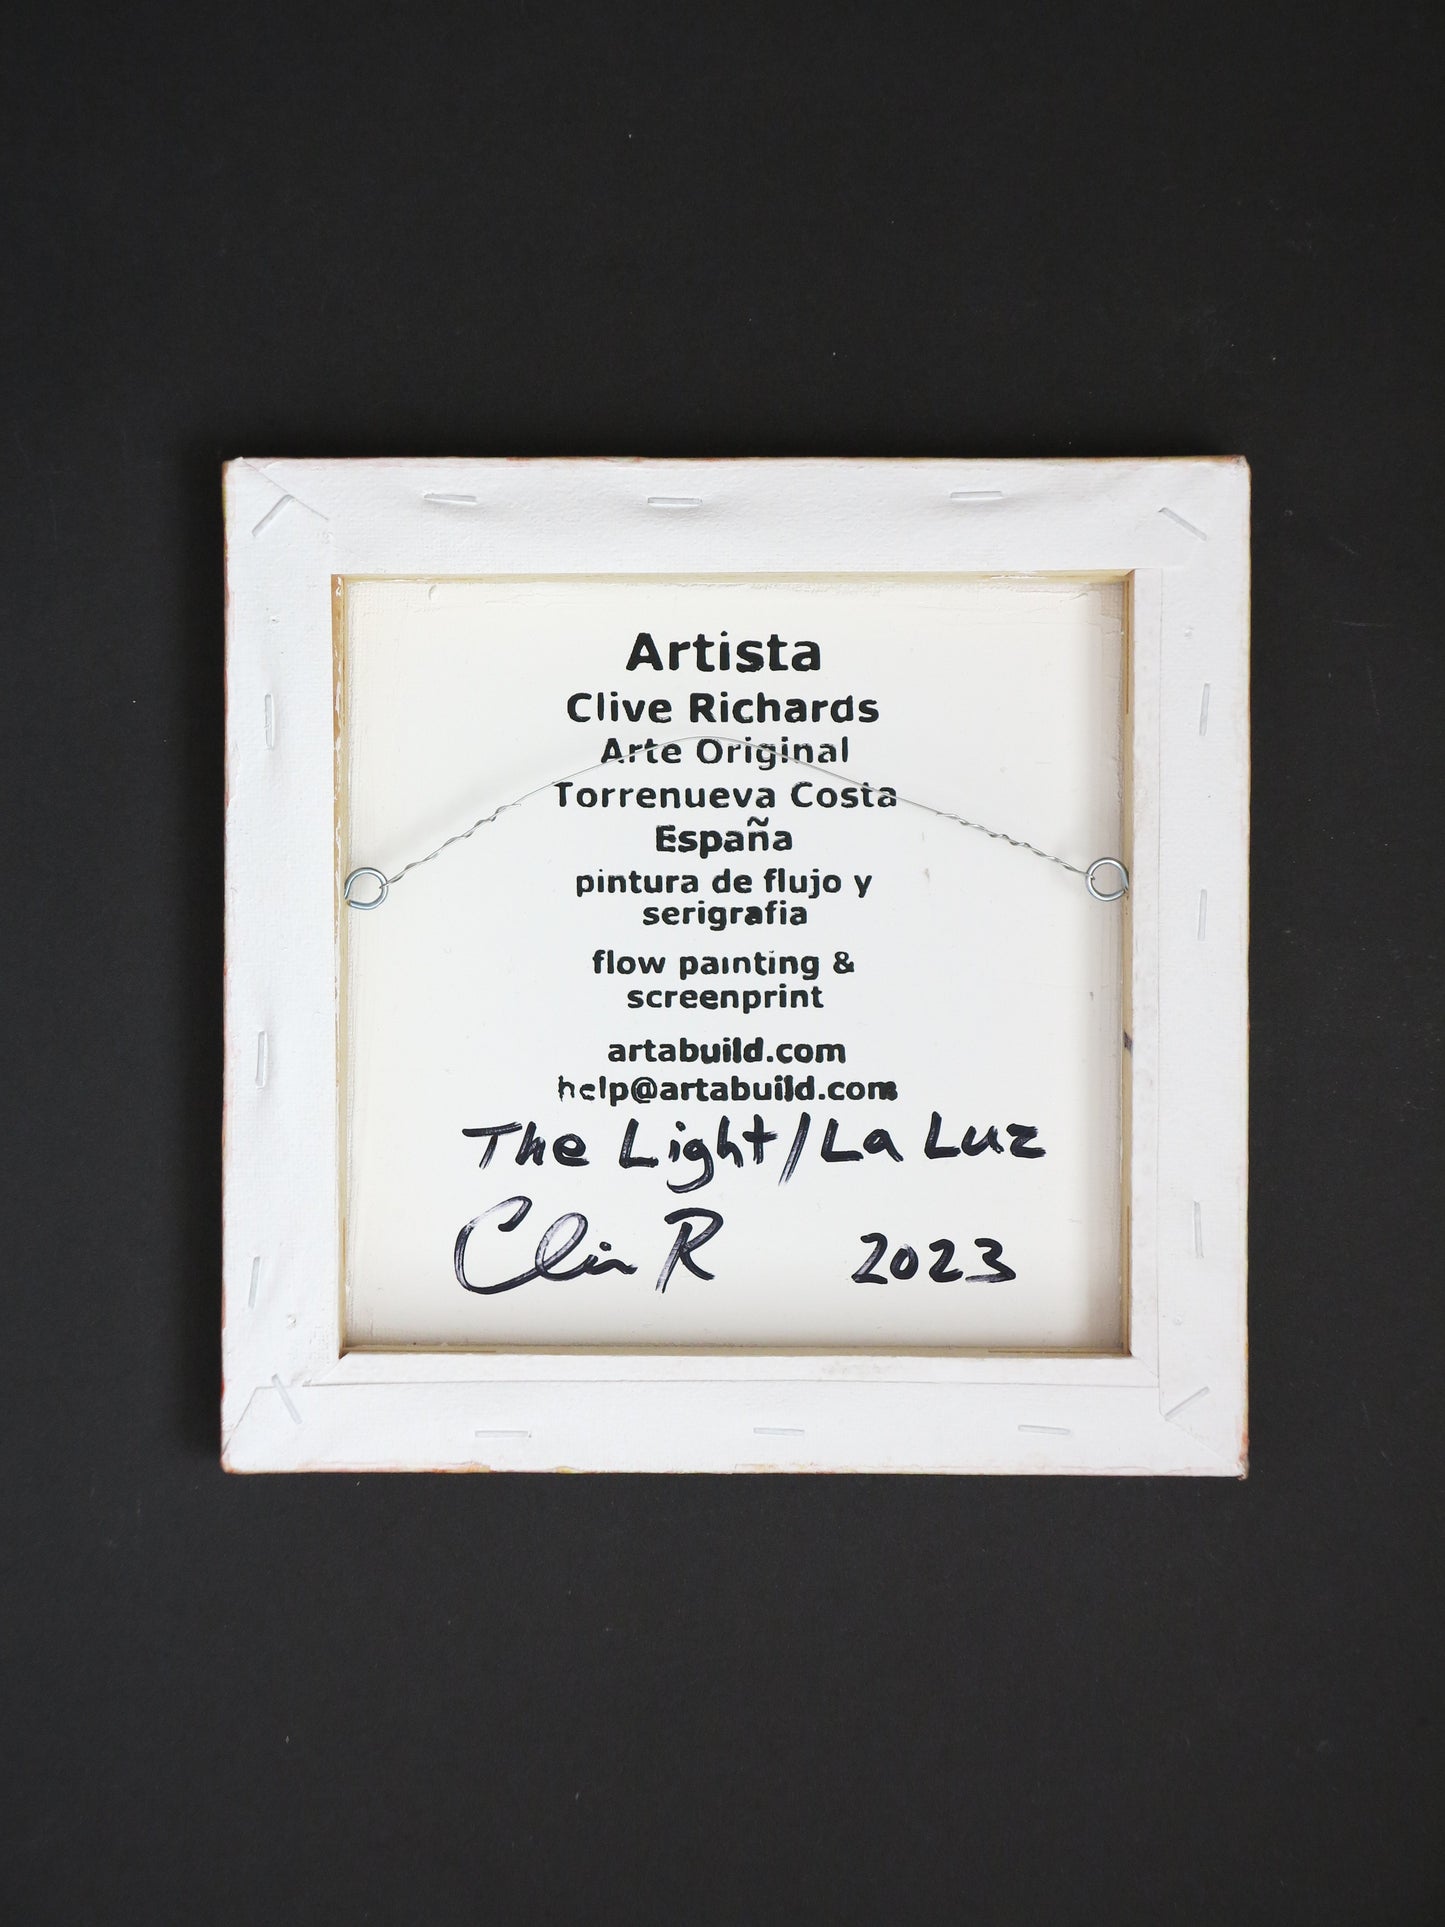 Artista
Clive Richards
Arte Original
Torrenueva Costa
España
pintura de flujo y
serigrafia
flow painting &
screenprint
artabuild.com
help@artabuild.com
The Light/La Luz
Clive R 2023